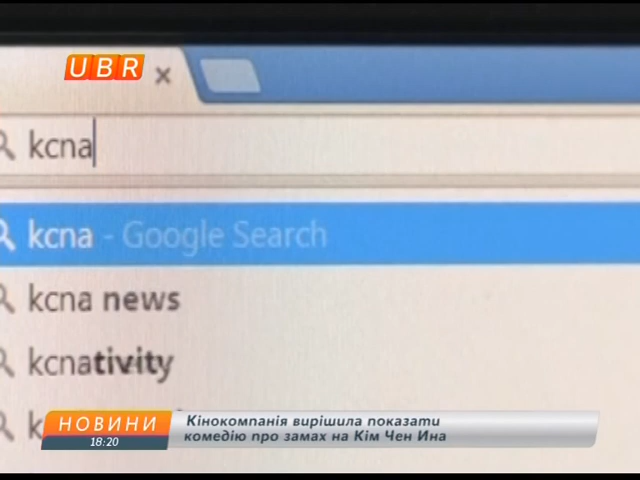 UBR
kcna
kcna - Google Search
kcna news
kcnativity
НОВИНИ
18:20
Кінокомпанія вирішила показати
комедію про замах на Кім Чен Ина